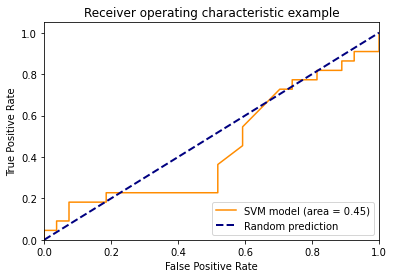 Receiver operating characteristic example
True Positive Rate
1.0
0.8
0.6
0.4
0.2
0.0
SVM model (area = 0.45)
Random prediction
0.0 0.2 0.4 0.6 0.8 1.0
False Positive Rate